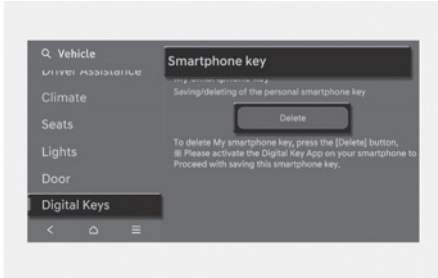 Vehicle
Driver Assistance
Climate
Seats
Lights
Door
Digital Keys
Smartphone key
My smartphone key
Saving/deleting of the personal smartphone key
Delete
To delete My smartphone key, press the [Delete] button,
※ Please activate the Digital Key App on your smartphone to
Proceed with saving this smartphone key.